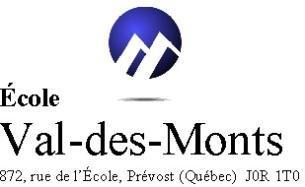 École
Val-des-Monts
872, rue de l'École, Prévost (Québec) J0R 1T0